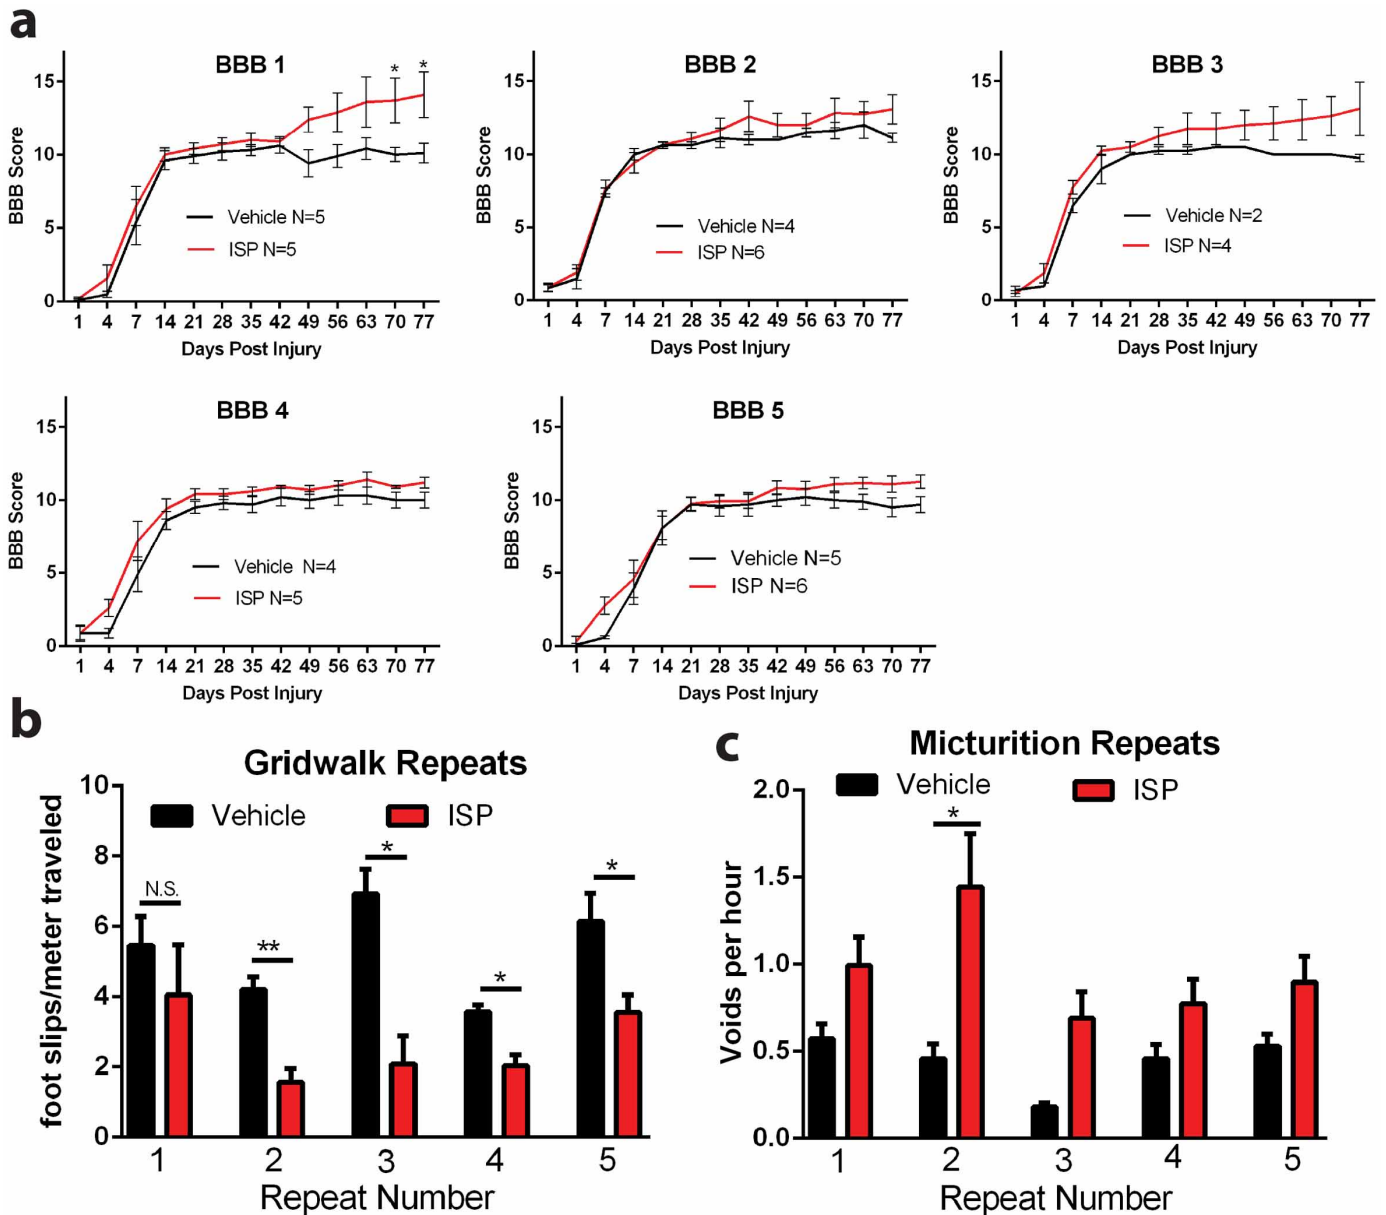 a
BBB 1
15
10
5
0
BBB Score
* *
Vehicle N=5
ISP N=5
1 4 7 14 21 28 35 42 49 56 63 70 77
Days Post Injury
BBB 2
15
10
5
0
BBB Score
Vehicle N=4
ISP N=6
1 4 7 14 21 28 35 42 49 56 63 70 77
Days Post Injury
BBB 3
15
10
5
0
BBB Score
Vehicle N=2
ISP N=4
1 4 7 14 21 28 35 42 49 56 63 70 77
Days Post Injury
BBB 4
15
10
5
0
BBB Score
Vehicle N=4
ISP N=5
1 4 7 14 21 28 35 42 49 56 63 70 77
Days Post Injury
BBB 5
15
10
5
0
BBB Score
Vehicle N=5
ISP N=6
1 4 7 14 21 28 35 42 49 56 63 70 77
Days Post Injury
b
Gridwalk Repeats
Vehicle ISP
10
8
6
4
2
0
foot slips/meter traveled
N.S.
**
*
*
*
1 2 3 4 5
Repeat Number
c
Micturition Repeats
Vehicle ISP
2.0
1.5
1.0
0.5
0.0
Voids per hour
*
1 2 3 4 5
Repeat Number